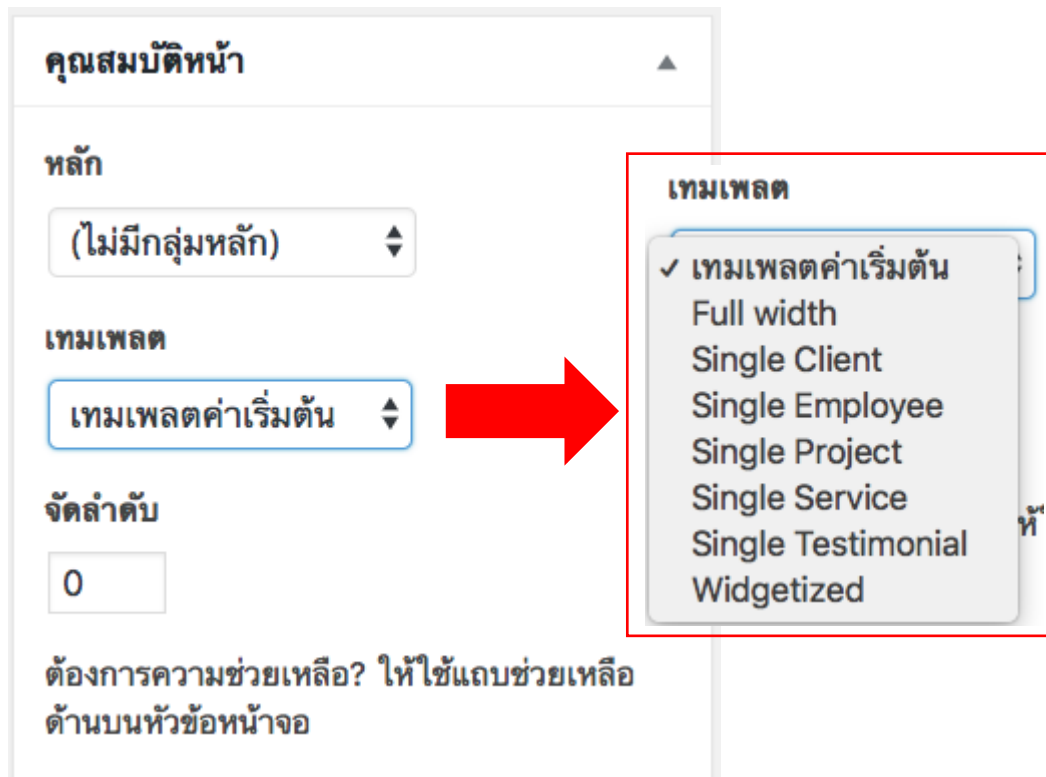 คุณสมบัติหน้า
หลัก
(ไม่มีกลุ่มหลัก)
เทมเพลต
เทมเพลตค่าเริ่มต้น
จัดลำดับ
0
ต้องการความช่วยเหลือ? ให้ใช้แถบช่วยเหลือ
ด้านบนหัวข้อหน้าจอ
เทมเพลต
✓ เทมเพลตค่าเริ่มต้น
Full width
Single Client
Single Employee
Single Project
Single Service
Single Testimonial
Widgetized